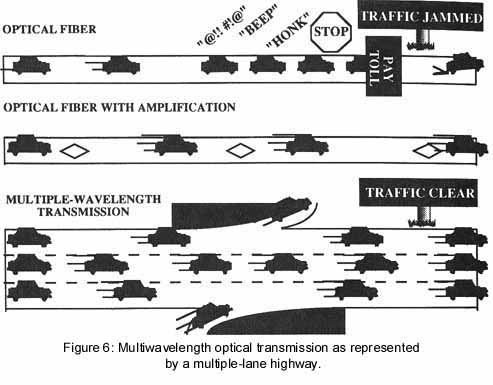 OPTICAL FIBER
"@!! #!@"
"BEEP"
"HONK"
STOP
TRAFFIC JAMMED
PAY TOLL
OPTICAL FIBER WITH AMPLIFICATION
MULTIPLE-WAVELENGTH
TRANSMISSION
TRAFFIC CLEAR
Figure 6: Multiwavelength optical transmission as represented
by a multiple-lane highway.